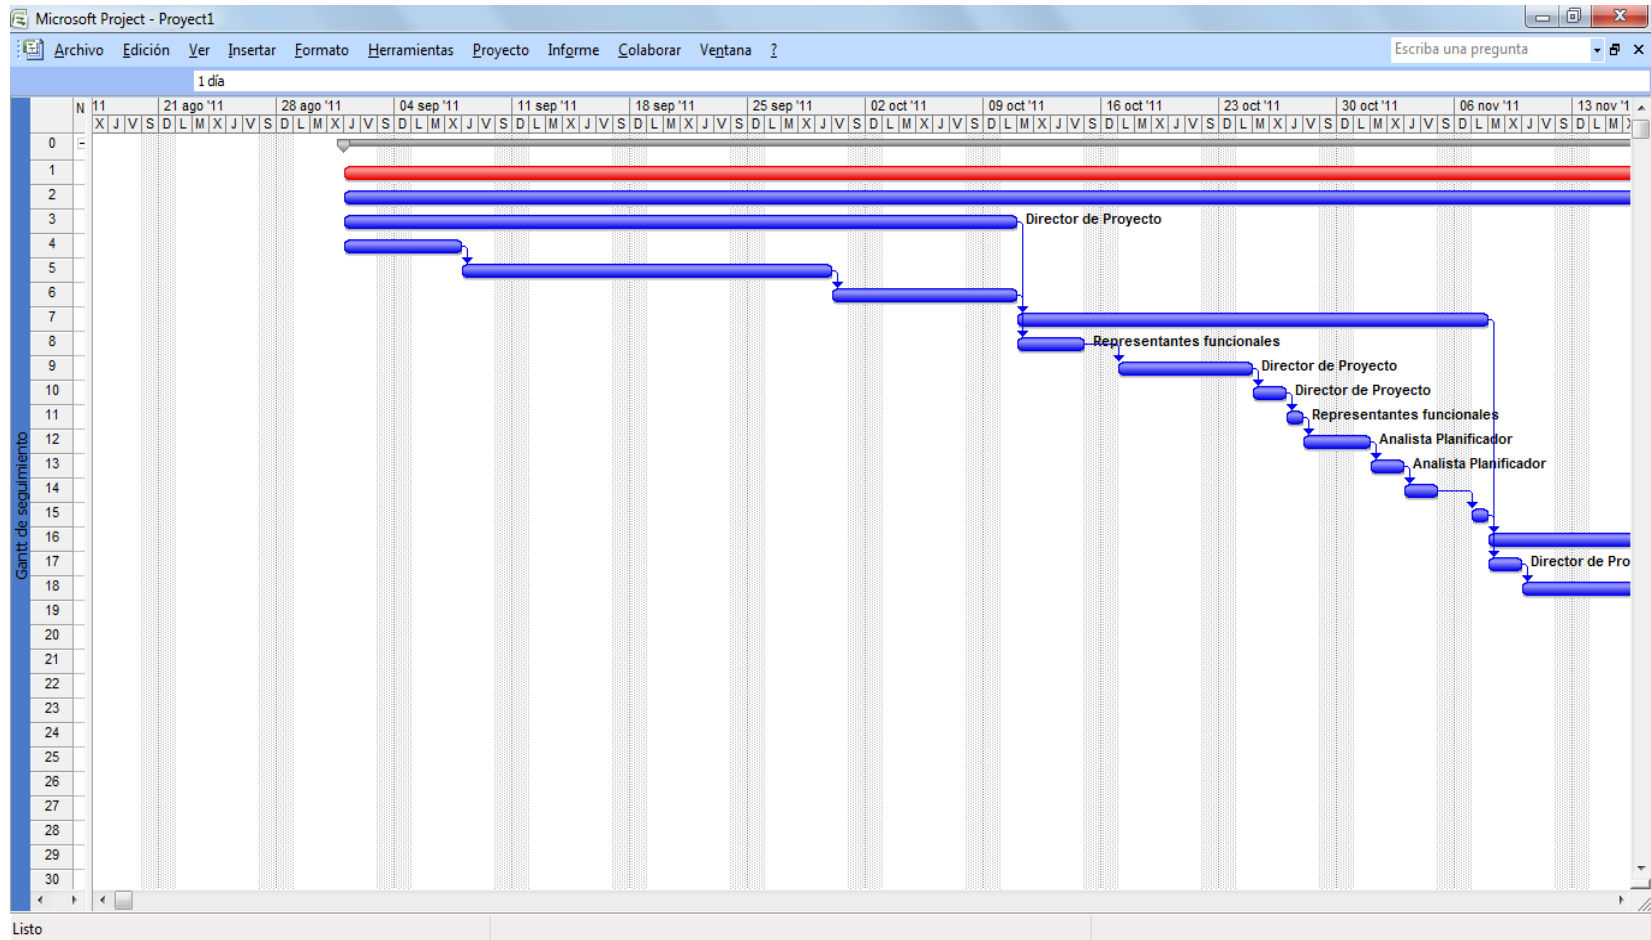 Microsoft Project - Proyect1
Archivo Edición Ver Insertar Formato Herramientas Proyecto Informe Colaborar Ventana ? Escriba una pregunta
1 día
N 11 21 ago '11 28 ago '11 04 sep '11 11 sep '11 18 sep '11 25 sep '11 02 oct '11 09 oct '11 16 oct '11 23 oct '11 30 oct '11 06 nov '11 13 nov '1
X J V S D L M X J V S D L M X J V S D L M X J V S D L M X J V S D L M X J V S D L M X J V S D L M X J V S D L M X J V S D L M X J V S D L M X J V S D L M X J V S D L M X J V S D L M X J V S D L M
0
1
2
3 Director de Proyecto
4
5
6
7
8 Representantes funcionales
9 Director de Proyecto
10 Director de Proyecto
11 Representantes funcionales
12 Analista Planificador
13 Analista Planificador
14
15
16
17 Director de Pro
18
19
20
21
22
23
24
25
26
27
28
29
30
Gantt de seguimiento
Listo